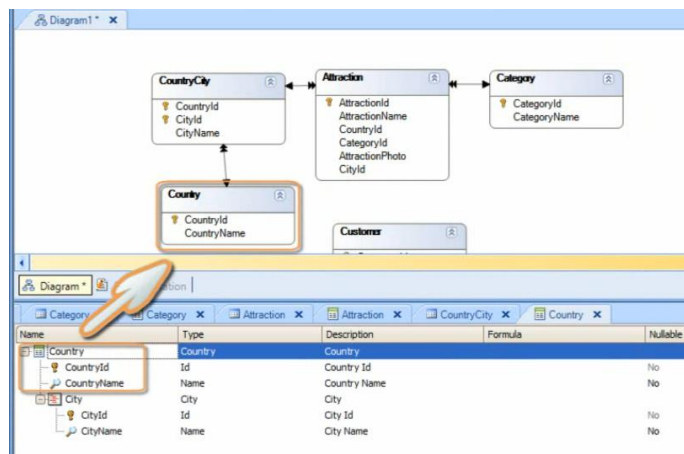 Diagram1 *
CountryCity
CountryId
CityId
CityName
Attraction
AttractionId
AttractionName
CountryId
CategoryId
AttractionPhoto
CityId
Category
CategoryId
CategoryName
Country
CountryId
CountryName
Customer
Diagram *
Category
Category
Attraction
Attraction
CountryCity
Country
Name Type Description Formula Nullable
Country Country Country
CountryId Id Country Id No
CountryName Name Country Name No
City City City
CityId Id City Id No
CityName Name City Name No